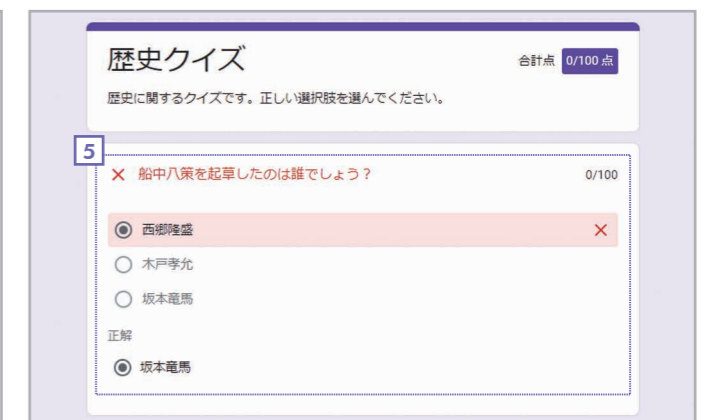 歴史クイズ
合計点 0/100 点
歴史に関するクイズです。正しい選択肢を選んでください。
5
船中八策を起草したのは誰でしょう？ 0/100
西郷隆盛
木戸孝允
坂本竜馬
正解
坂本竜馬